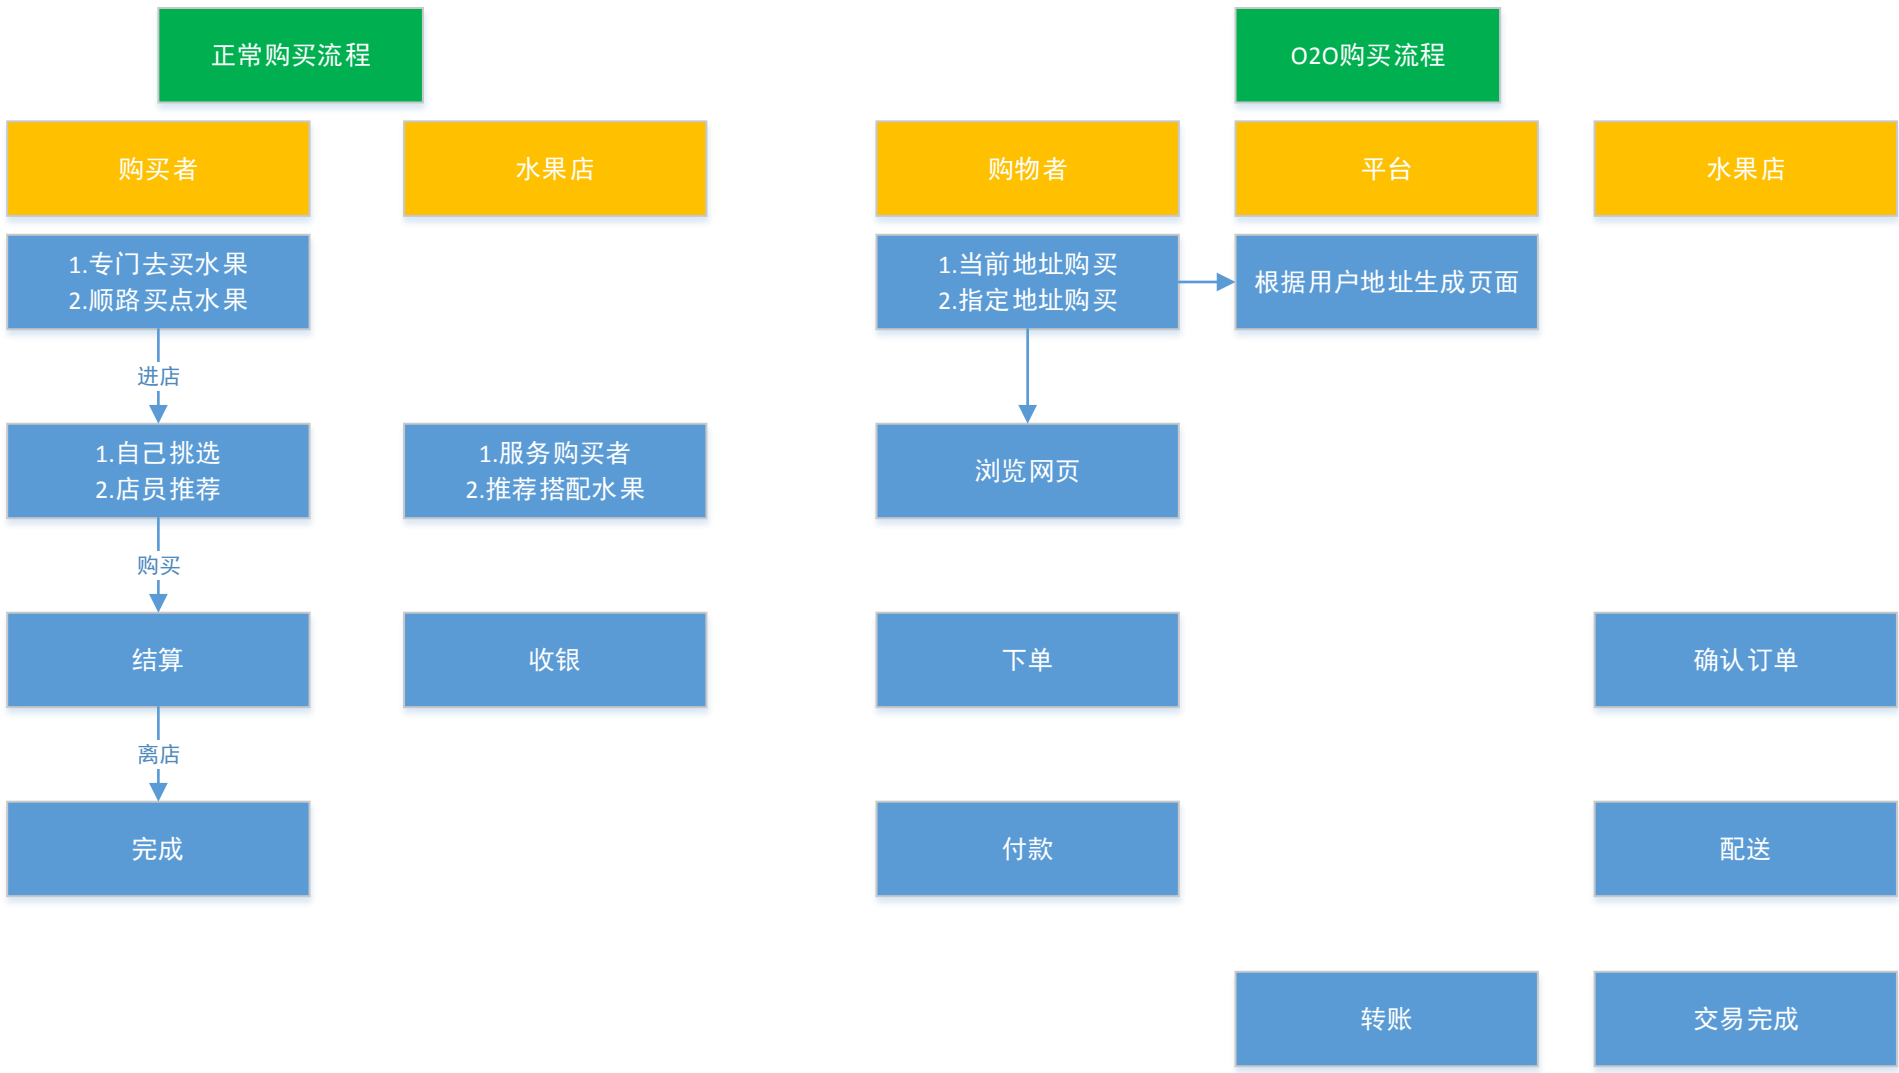 正常购买流程
O2O购买流程
购买者
水果店
购物者
平台
水果店
1.专门去买水果
2.顺路买点水果
1.当前地址购买
2.指定地址购买
根据用户地址生成页面
进店
1.自己挑选
2.店员推荐
1.服务购买者
2.推荐搭配水果
浏览网页
购买
结算
收银
下单
确认订单
离店
完成
付款
配送
转账
交易完成